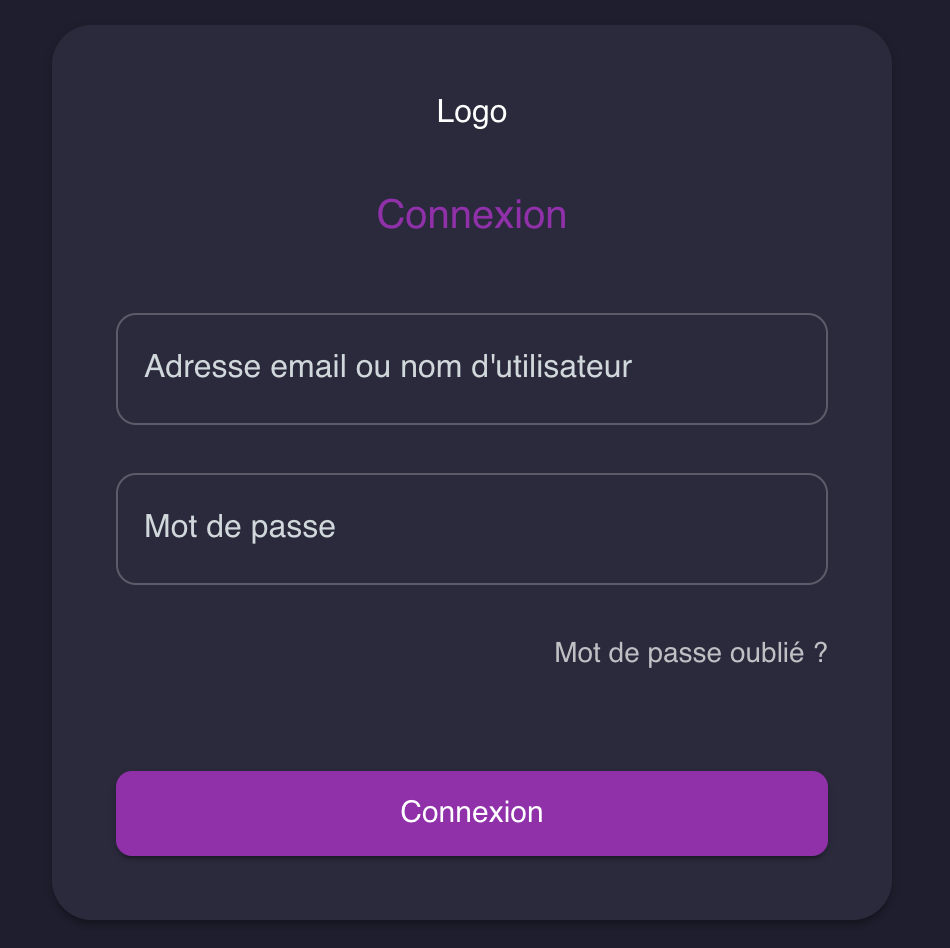 Logo
Connexion
Adresse email ou nom d'utilisateur
Mot de passe
Mot de passe oublié ?
Connexion